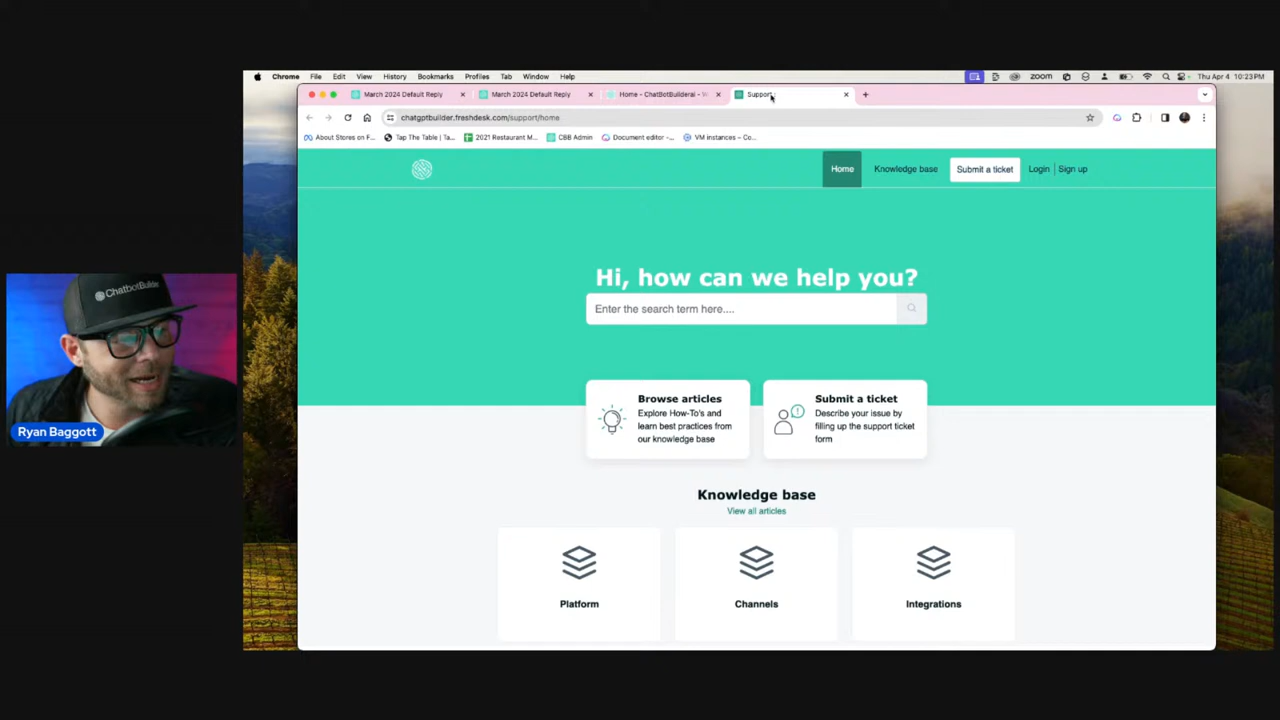 Chrome File Edit View History Bookmarks Profiles Tab Window Help zoom Thu Apr 4 10:23 PM
March 2024 Default Reply March 2024 Default Reply Home - ChatBotBuilderai - Support
chatgptbuilder.freshdesk.com/support/home
About Stores on F... Tap The Table | Ta... 2021 Restaurant M... CBB Admin Document editor -... VM instances – Co...
Home Knowledge base Submit a ticket Login Sign up
Hi, how can we help you?
Enter the search term here....
Browse articles
Explore How-To's and
learn best practices from
our knowledge base
Submit a ticket
Describe your issue by
filling up the support ticket
form
Knowledge base
View all articles
Platform
Channels
Integrations
ChatbotBuilder
Ryan Baggott